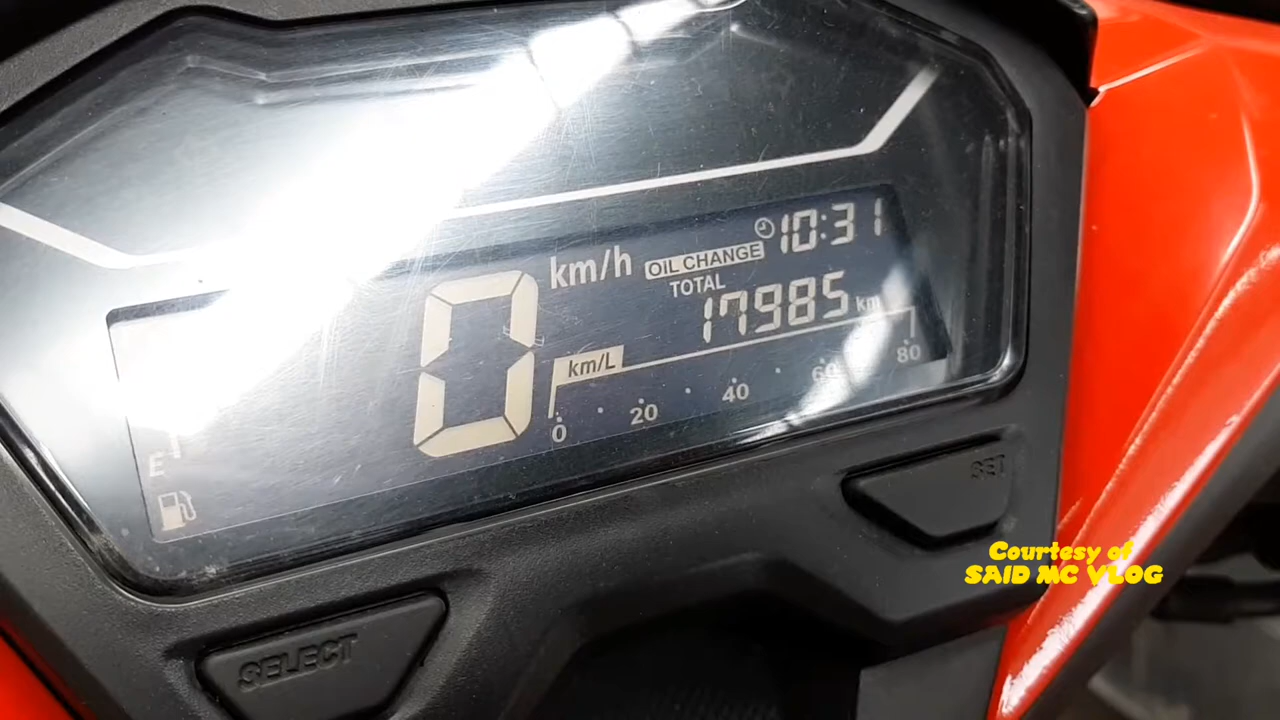 10:31
km/h OIL CHANGE
TOTAL
0 17985 km
km/L
0 20 40 60 80
E
SET
SELECT
Courtesy of
SAID MC VLOG